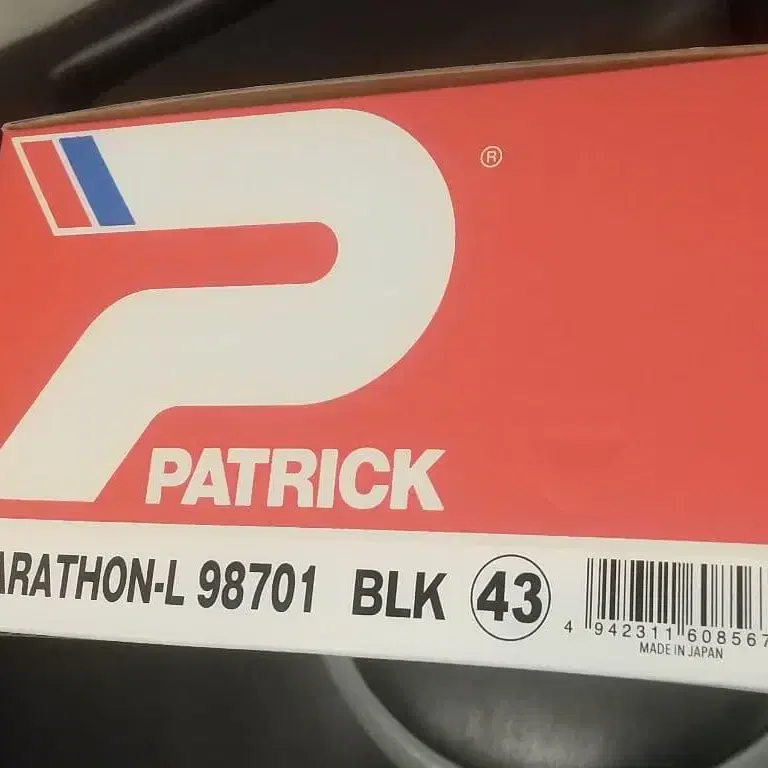 ®
PATRICK
ARATHON-L 98701 BLK 43
4 942311 608567
MADE IN JAPAN